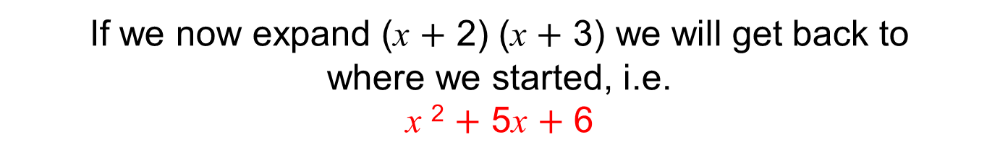 If we now expand (x + 2) (x + 3) we will get back to
where we started, i.e.
x ² + 5x + 6